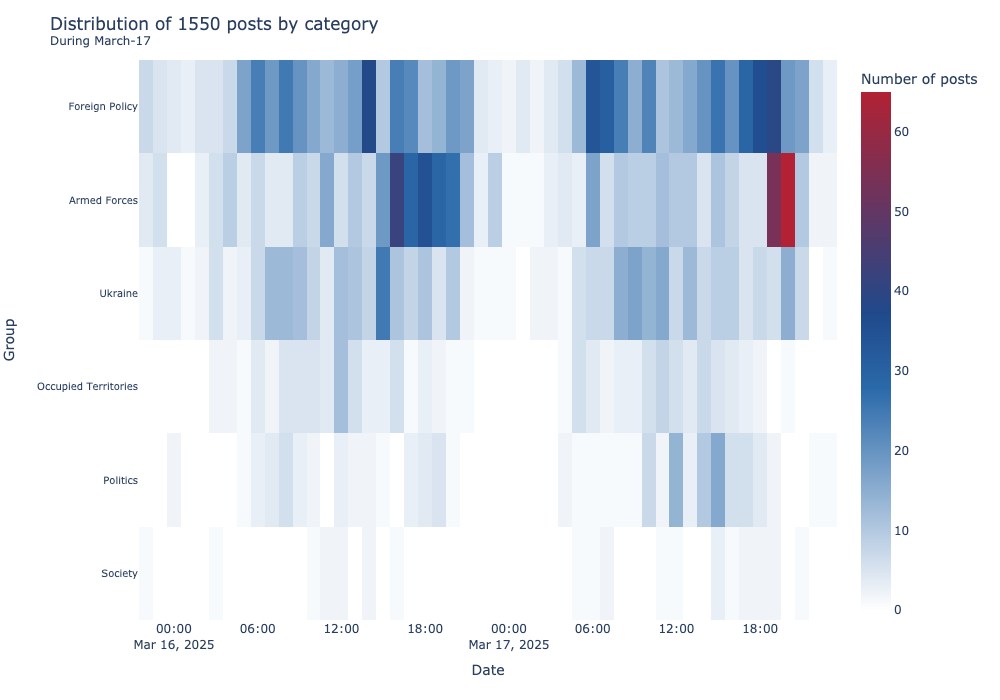 Distribution of 1550 posts by category
During March-17
Number of posts
Foreign Policy
Armed Forces
Ukraine
Occupied Territories
Politics
Society
Group
60
50
40
30
20
10
0
00:00 06:00 12:00 18:00 00:00 06:00 12:00 18:00
Mar 16, 2025 Mar 17, 2025
Date